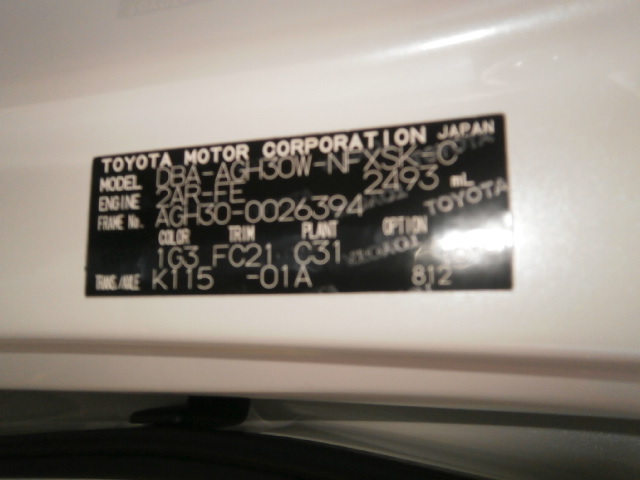 TOYOTA MOTOR CORPORATION JAPAN
MODEL DBA-AGH30W-NFXSK-C
ENGINE 2AR-FE 2493 mL
FRAME No. AGH30-0026394
COLOR TRIM PLANT OPTION
1G3 FC21 C31
TRANS./AXLE K115 -01A 812
TOYOTA